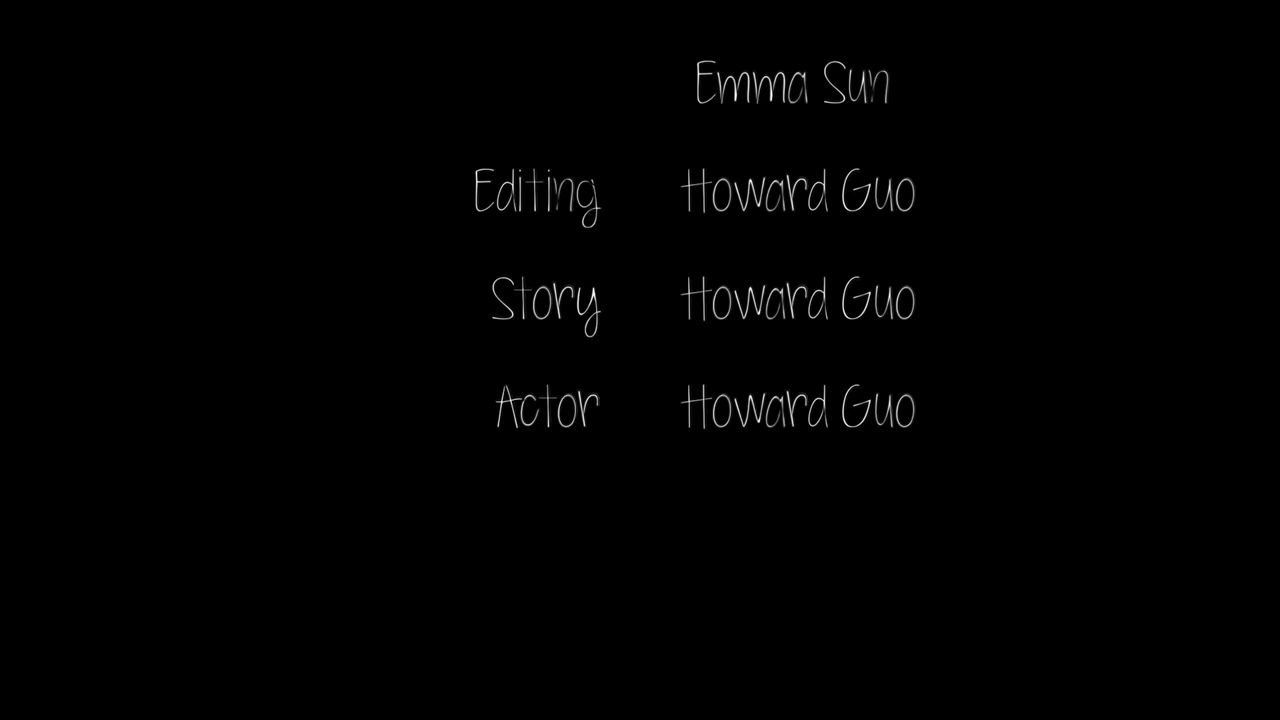 Emma Sun
Editing Howard Guo
Story Howard Guo
Actor Howard Guo